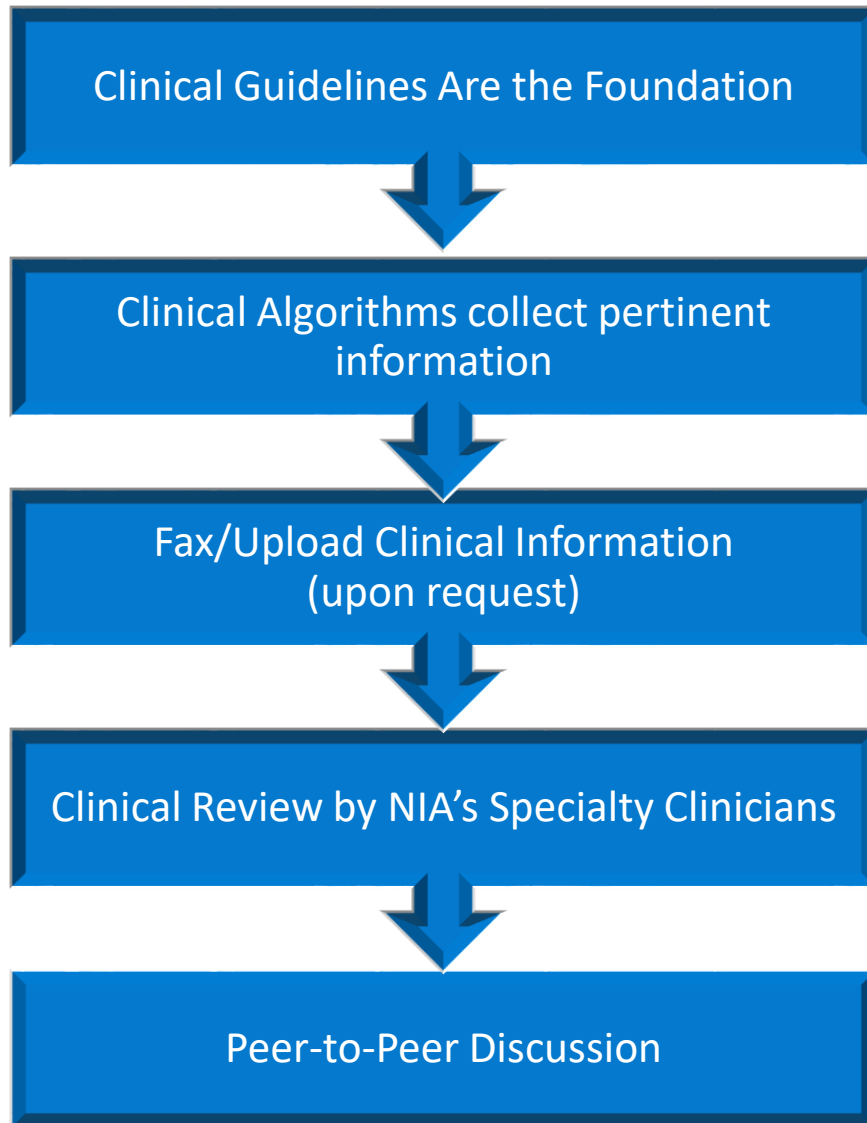 Clinical Guidelines Are the Foundation
Clinical Algorithms collect pertinent
information
Fax/Upload Clinical Information
(upon request)
Clinical Review by NIA’s Specialty Clinicians
Peer-to-Peer Discussion